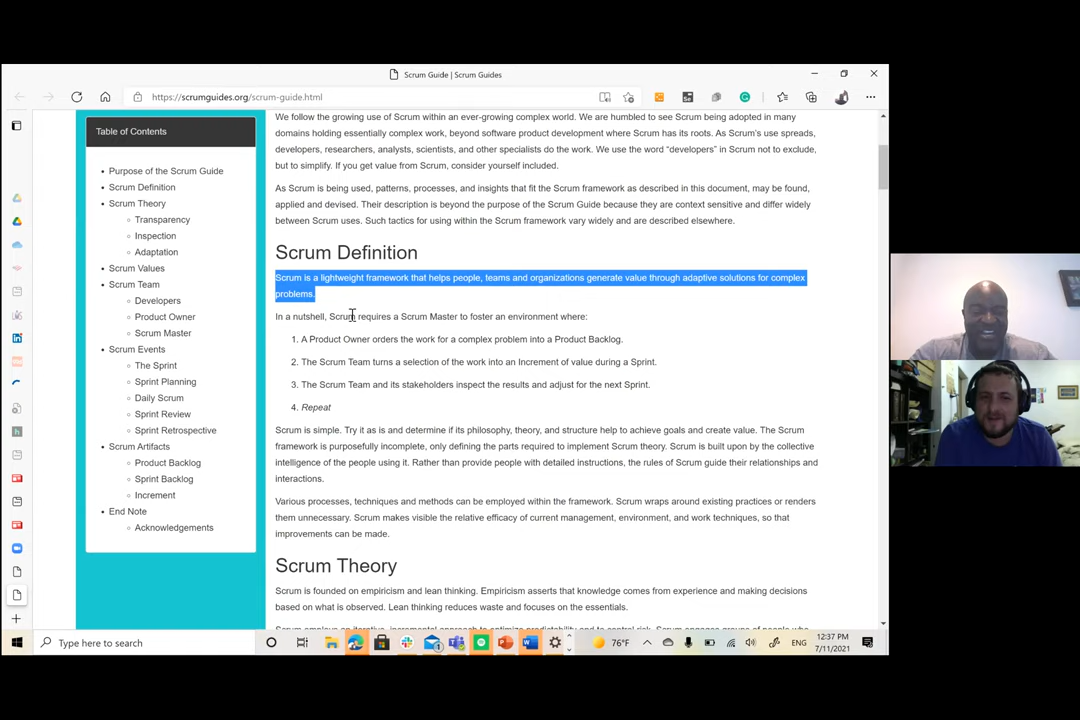 Scrum Guide | Scrum Guides
https://scrumguides.org/scrum-guide.html
Table of Contents
Purpose of the Scrum Guide
Scrum Definition
Scrum Theory
Transparency
Inspection
Adaptation
Scrum Values
Scrum Team
Developers
Product Owner
Scrum Master
Scrum Events
The Sprint
Sprint Planning
Daily Scrum
Sprint Review
Sprint Retrospective
Scrum Artifacts
Product Backlog
Sprint Backlog
Increment
End Note
Acknowledgements
We follow the growing use of Scrum within an ever-growing complex world. We are humbled to see Scrum being adopted in many
domains holding essentially complex work, beyond software product development where Scrum has its roots. As Scrum's use spreads,
developers, researchers, analysts, scientists, and other specialists do the work. We use the word “developers” in Scrum not to exclude,
but to simplify. If you get value from Scrum, consider yourself included.
As Scrum is being used, patterns, processes, and insights that fit the Scrum framework as described in this document, may be found,
applied and devised. Their description is beyond the purpose of the Scrum Guide because they are context sensitive and differ widely
between Scrum uses. Such tactics for using within the Scrum framework vary widely and are described elsewhere.
Scrum Definition
Scrum is a lightweight framework that helps people, teams and organizations generate value through adaptive solutions for complex
problems.
In a nutshell, Scrum requires a Scrum Master to foster an environment where:
1. A Product Owner orders the work for a complex problem into a Product Backlog.
2. The Scrum Team turns a selection of the work into an Increment of value during a Sprint.
3. The Scrum Team and its stakeholders inspect the results and adjust for the next Sprint.
4. Repeat
Scrum is simple. Try it as is and determine if its philosophy, theory, and structure help to achieve goals and create value. The Scrum
framework is purposefully incomplete, only defining the parts required to implement Scrum theory. Scrum is built upon by the collective
intelligence of the people using it. Rather than provide people with detailed instructions, the rules of Scrum guide their relationships and
interactions.
Various processes, techniques and methods can be employed within the framework. Scrum wraps around existing practices or renders
them unnecessary. Scrum makes visible the relative efficacy of current management, environment, and work techniques, so that
improvements can be made.
Scrum Theory
Scrum is founded on empiricism and lean thinking. Empiricism asserts that knowledge comes from experience and making decisions
based on what is observed. Lean thinking reduces waste and focuses on the essentials.
Scrum employs an iterative, incremental approach to optimize predictability and to control risk. Scrum engages groups of people who
Type here to search
76°F
ENG
12:37 PM
7/11/2021